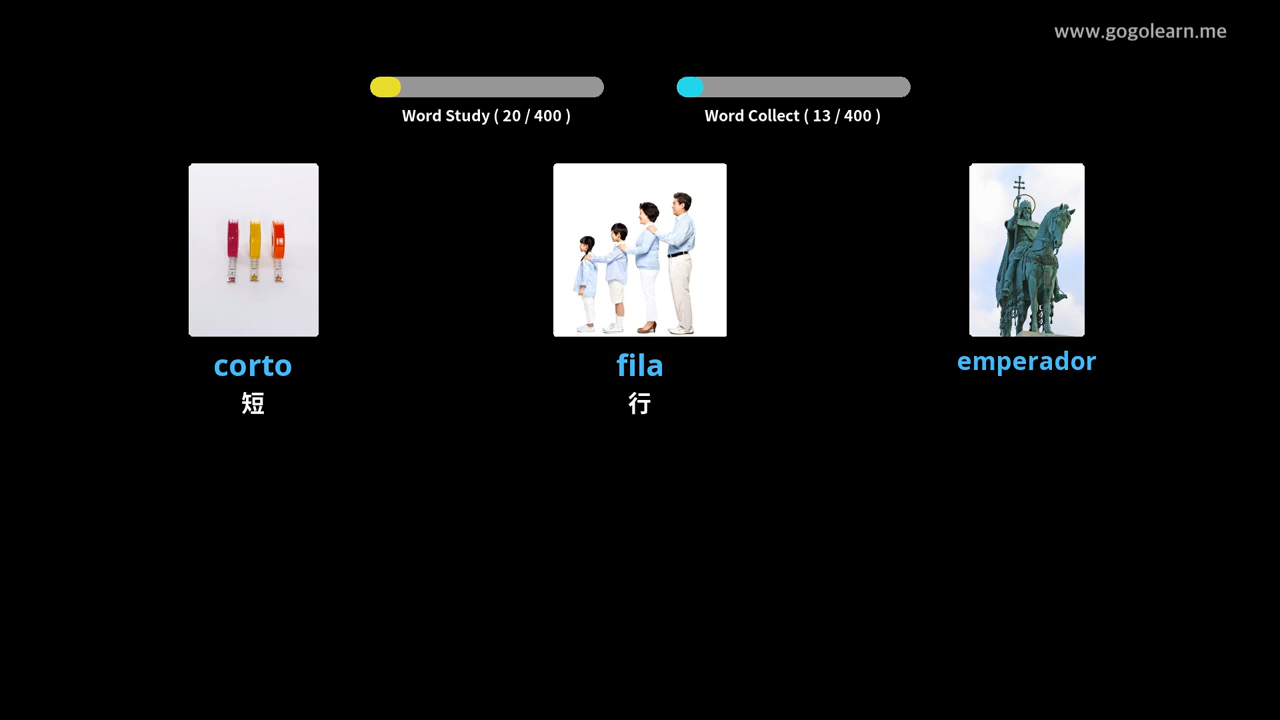 www.gogolearn.me
Word Study ( 20 / 400 )
Word Collect ( 13 / 400 )
corto
短
fila
行
emperador